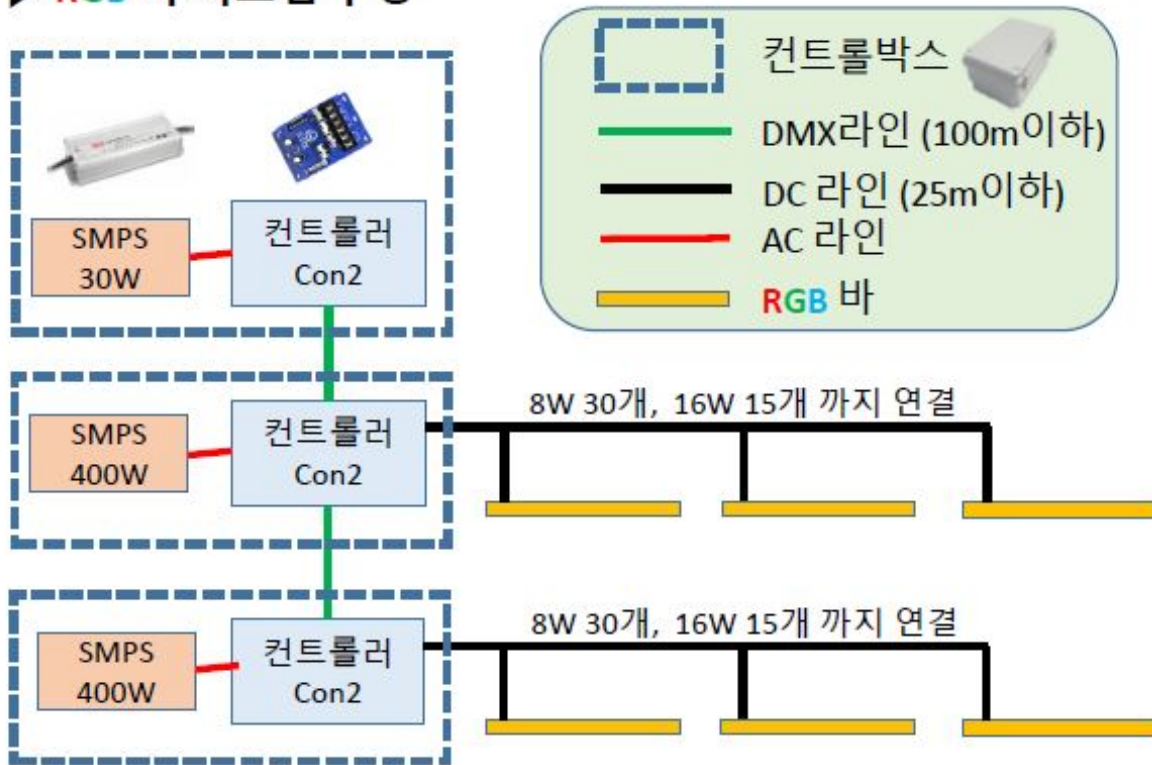 RGB
컨트롤박스
DMX라인 (100m이하)
DC 라인 (25m이하)
AC 라인
RGB 바
SMPS
30W
컨트롤러
Con2
SMPS
400W
컨트롤러
Con2
8W 30개, 16W 15개 까지 연결
SMPS
400W
컨트롤러
Con2
8W 30개, 16W 15개 까지 연결